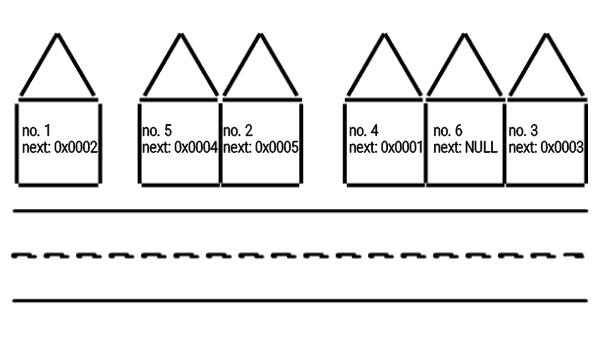 no. 1
next: 0x0002
no. 5
next: 0x0004
no. 2
next: 0x0005
no. 4
next: 0x0001
no. 6
next: NULL
no. 3
next: 0x0003